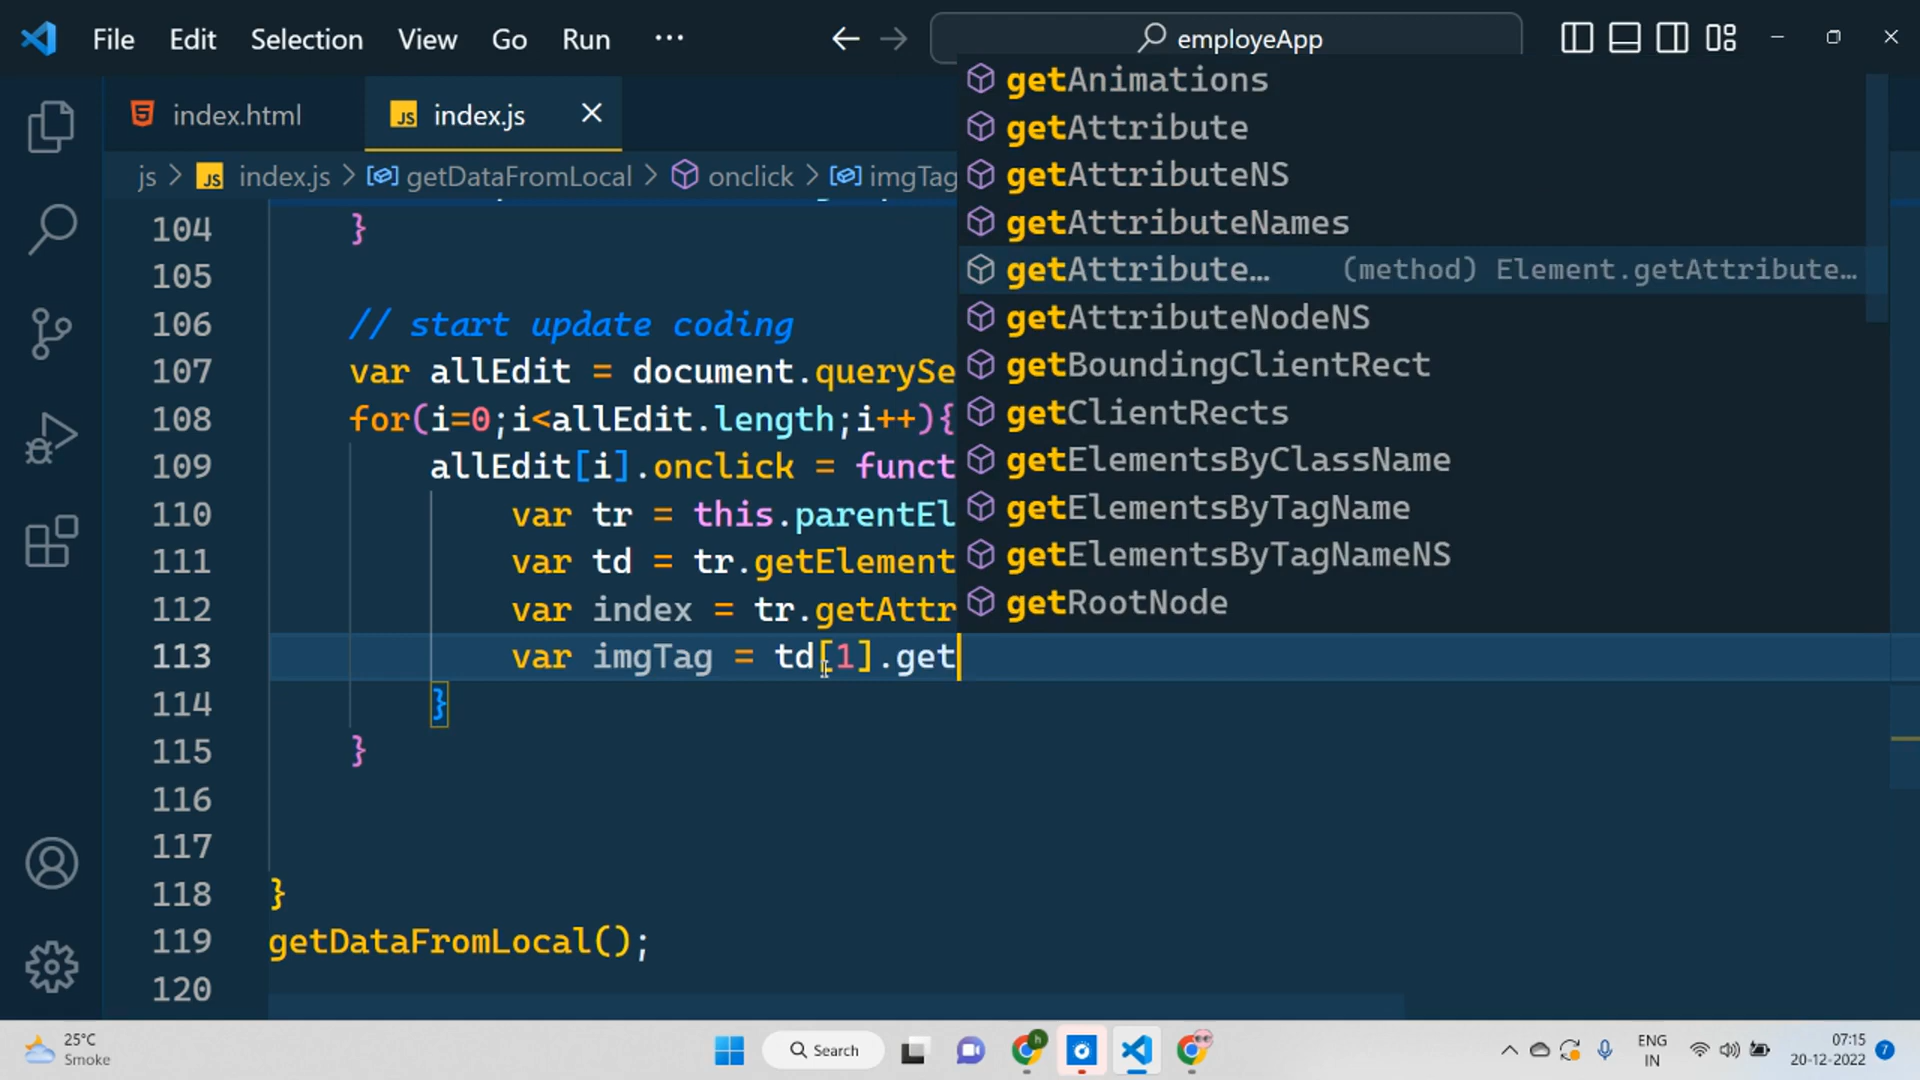 File Edit Selection View Go Run ··· employeApp
index.html JS index.js
js > JS index.js > getDataFromLocal > onclick > imgTag
getAnimations
getAttribute
getAttributeNS
getAttributeNames
getAttribute… (method) Element.getAttribute…
getAttributeNodeNS
getBoundingClientRect
getClientRects
getElementsByClassName
getElementsByTagName
getElementsByTagNameNS
getRootNode
104 }
105
106 // start update coding
107 var allEdit = document.querySe
108 for(i=0;i<allEdit.length;i++){
109 allEdit[i].onclick = funct
110 var tr = this.parentEl
111 var td = tr.getElement
112 var index = tr.getAttr
113 var imgTag = td[1].get
114 }
115 }
116
117
118 }
119 getDataFromLocal();
120
25°C
Smoke
Search
ENG
IN
07:15
20-12-2022
7